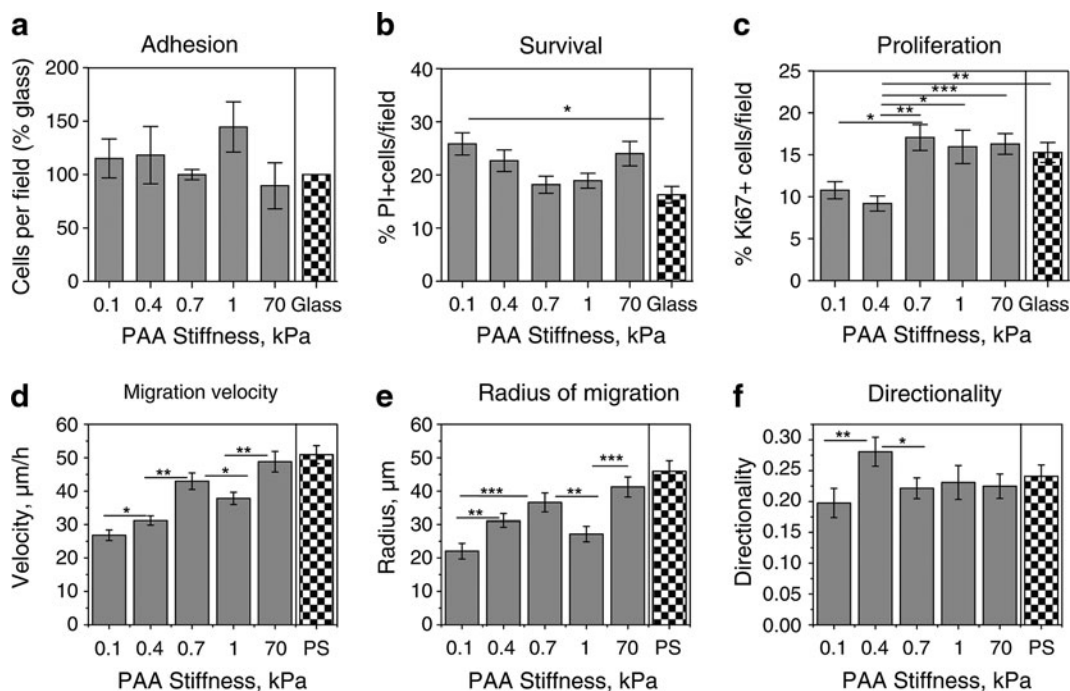 a
Adhesion
Cells per field (% glass)
200
150
100
50
0
0.1 0.4 0.7 1 70 Glass
PAA Stiffness, kPa
b
Survival
*
% PI+cells/field
40
30
20
10
0
0.1 0.4 0.7 1 70 Glass
PAA Stiffness, kPa
c
Proliferation
**
***
*
* **
% Ki67+ cells/field
25
20
15
10
5
0
0.1 0.4 0.7 1 70 Glass
PAA Stiffness, kPa
d
Migration velocity
* ** * **
Velocity, µm/h
60
50
40
30
20
10
0
0.1 0.4 0.7 1 70 PS
PAA Stiffness, kPa
e
Radius of migration
** *** ** ***
Radius, µm
60
50
40
30
20
10
0
0.1 0.4 0.7 1 70 PS
PAA Stiffness, kPa
f
Directionality
** *
Directionality
0.30
0.25
0.20
0.15
0.10
0.05
0.00
0.1 0.4 0.7 1 70 PS
PAA Stiffness, kPa